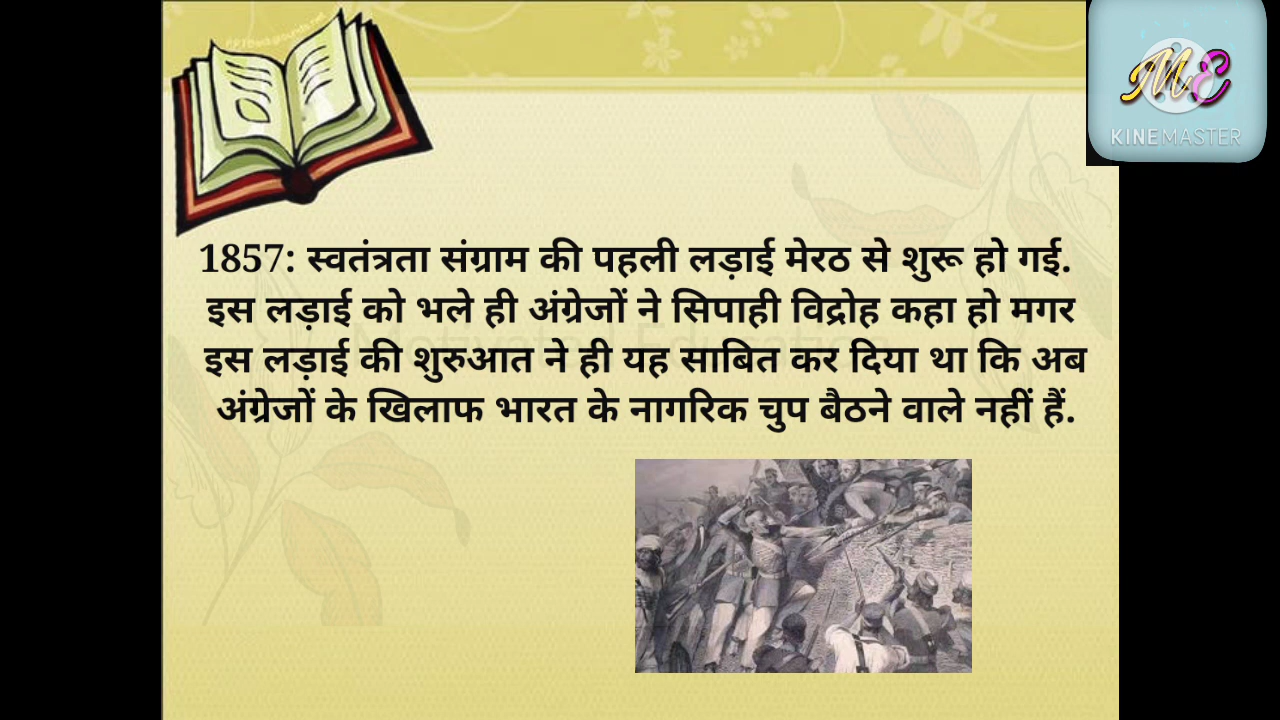 ME
KINEMASTER
1857: स्वतंत्रता संग्राम की पहली लड़ाई मेरठ से शुरू हो गई.
इस लड़ाई को भले ही अंग्रेजों ने सिपाही विद्रोह कहा हो मगर
इस लड़ाई की शुरुआत ने ही यह साबित कर दिया था कि अब
अंग्रेजों के खिलाफ भारत के नागरिक चुप बैठने वाले नहीं हैं.